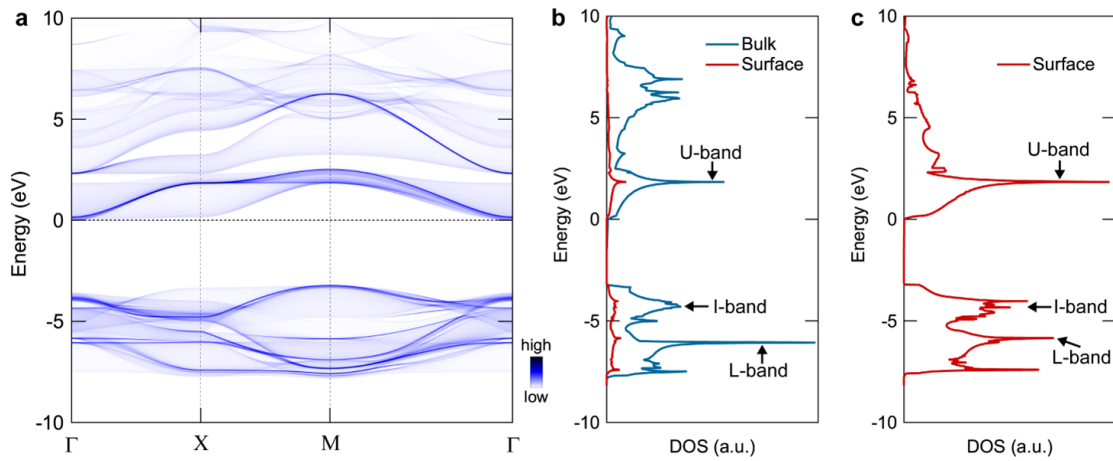 a
10
5
0
-5
-10
Energy (eV)
Γ
X
M
Γ
high
low
b
10
5
0
-5
-10
Energy (eV)
Bulk
Surface
U-band
I-band
L-band
DOS (a.u.)
c
10
5
0
-5
-10
Energy (eV)
Surface
U-band
I-band
L-band
DOS (a.u.)